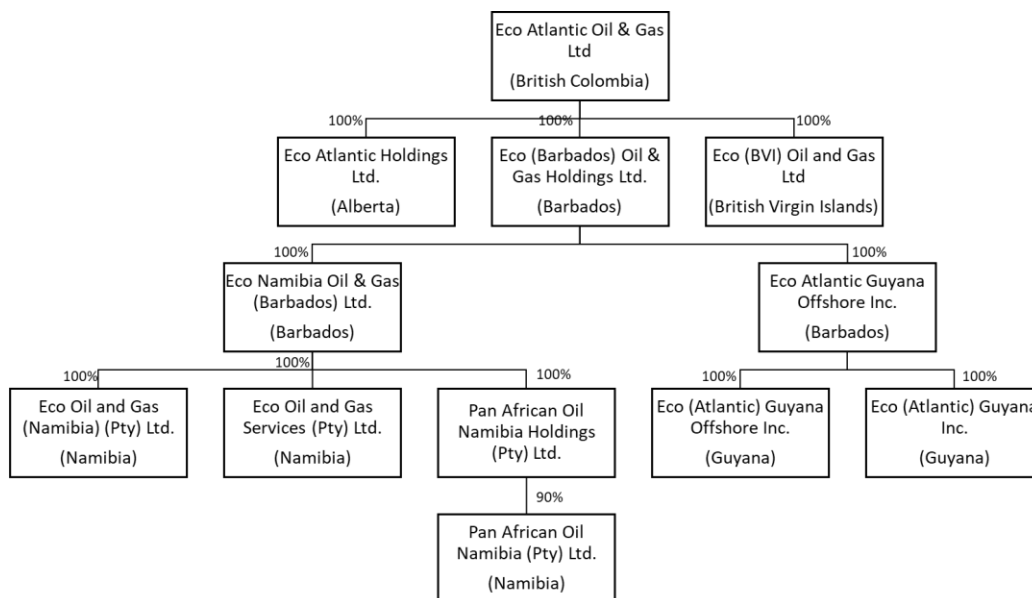 Eco Atlantic Oil & Gas
Ltd
(British Colombia)
100%
100%
100%
Eco Atlantic Holdings
Ltd.
(Alberta)
Eco (Barbados) Oil &
Gas Holdings Ltd.
(Barbados)
Eco (BVI) Oil and Gas
Ltd
(British Virgin Islands)
100%
100%
Eco Namibia Oil & Gas
(Barbados) Ltd.
(Barbados)
Eco Atlantic Guyana
Offshore Inc.
(Barbados)
100%
100%
100%
100%
100%
Eco Oil and Gas
(Namibia) (Pty) Ltd.
(Namibia)
Eco Oil and Gas
Services (Pty) Ltd.
(Namibia)
Pan African Oil
Namibia Holdings
(Pty) Ltd.
Eco (Atlantic) Guyana
Offshore Inc.
(Guyana)
Eco (Atlantic) Guyana
Inc.
(Guyana)
90%
Pan African Oil
Namibia (Pty) Ltd.
(Namibia)